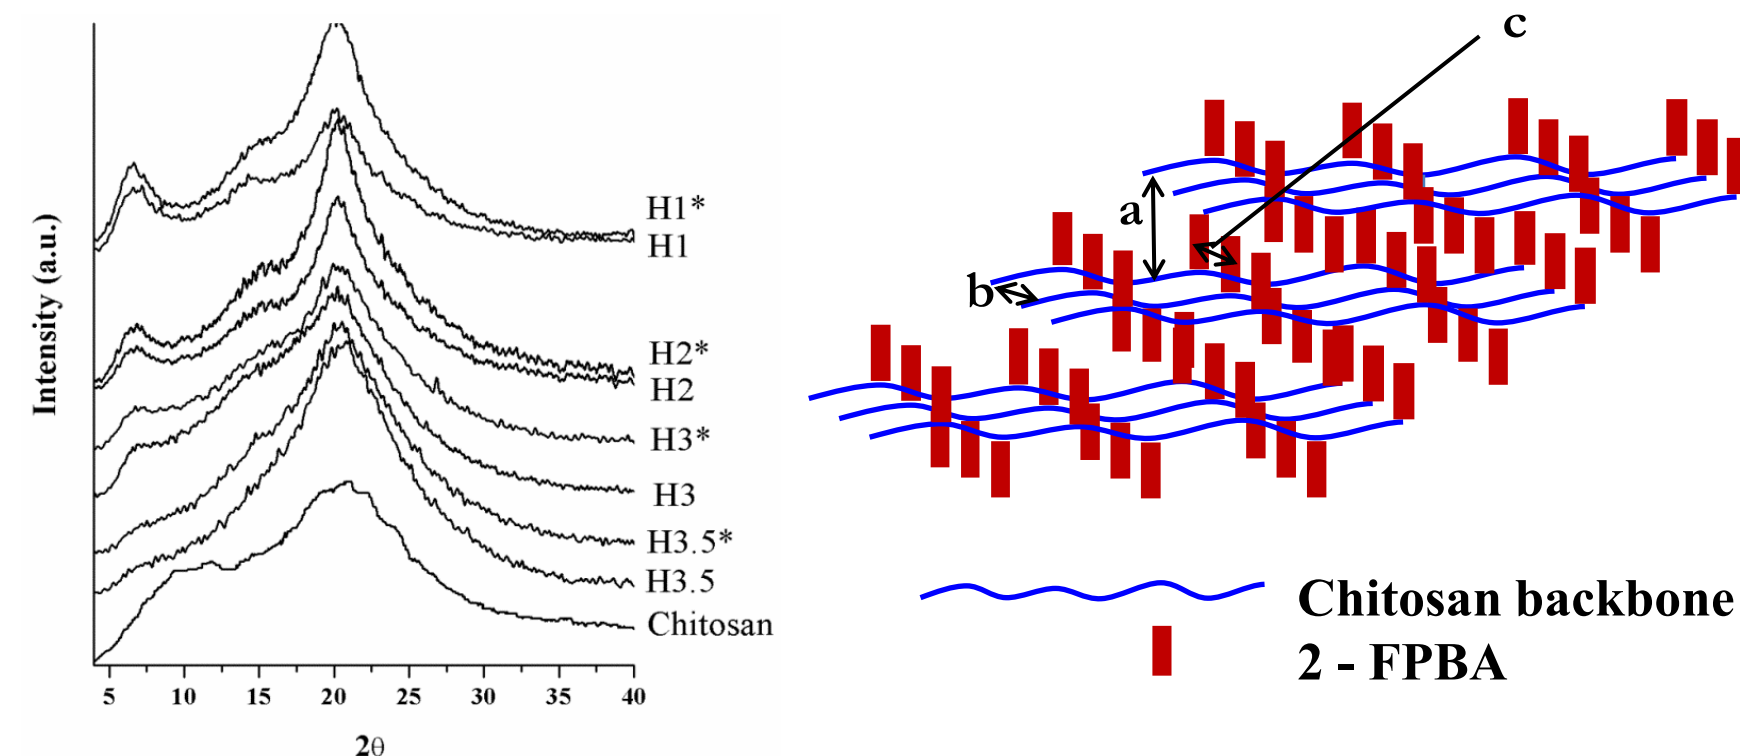 Intensity (a.u.)
H1*
H1
H2*
H2
H3*
H3
H3.5*
H3.5
Chitosan
5 10 15 20 25 30 35 40
2θ
c
a
b
Chitosan backbone
2 - FPBA